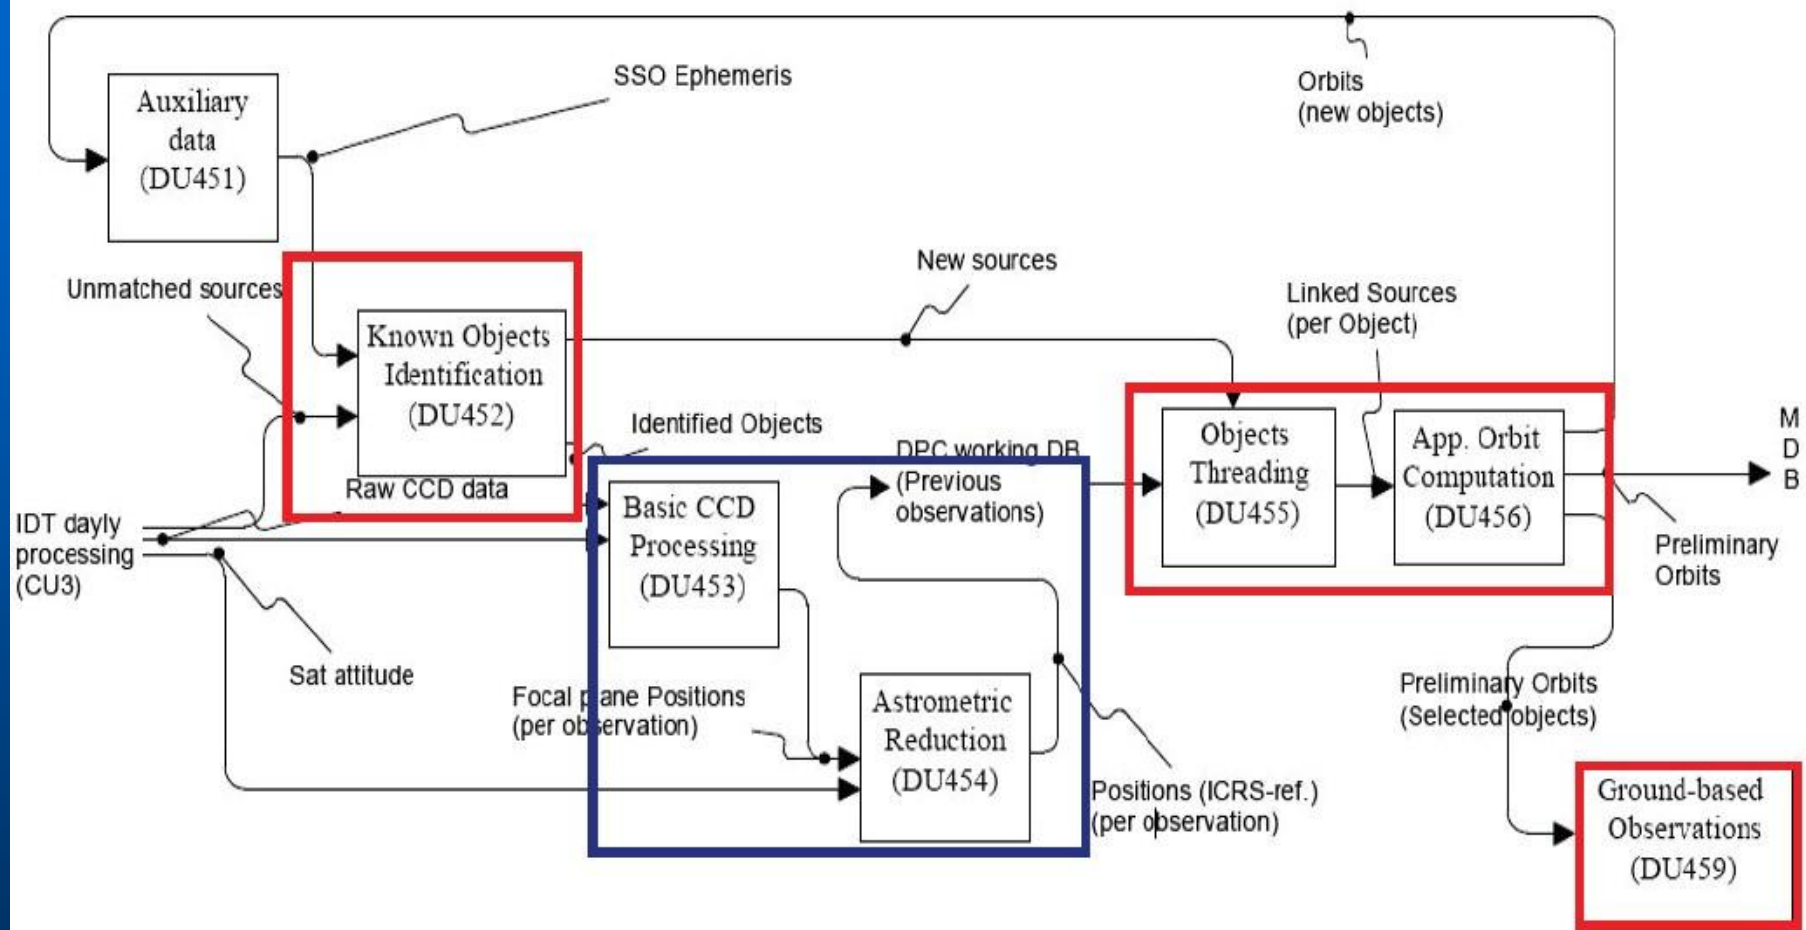 SSO Ephemeris
Orbits
(new objects)
Auxiliary
data
(DU451)
New sources
Unmatched sources
Linked Sources
(per Object)
Known Objects
Identification
(DU452)
Identified Objects
DPC working DB
(Previous
observations)
Objects
Threading
(DU455)
App. Orbit
Computation
(DU456)
M
D
B
Raw CCD data
IDT dayly
processing
(CU3)
Basic CCD
Processing
(DU453)
Preliminary
Orbits
Sat attitude
Focal plane Positions
(per observation)
Astrometric
Reduction
(DU454)
Preliminary Orbits
(Selected objects)
Positions (ICRS-ref.)
(per observation)
Ground-based
Observations
(DU459)